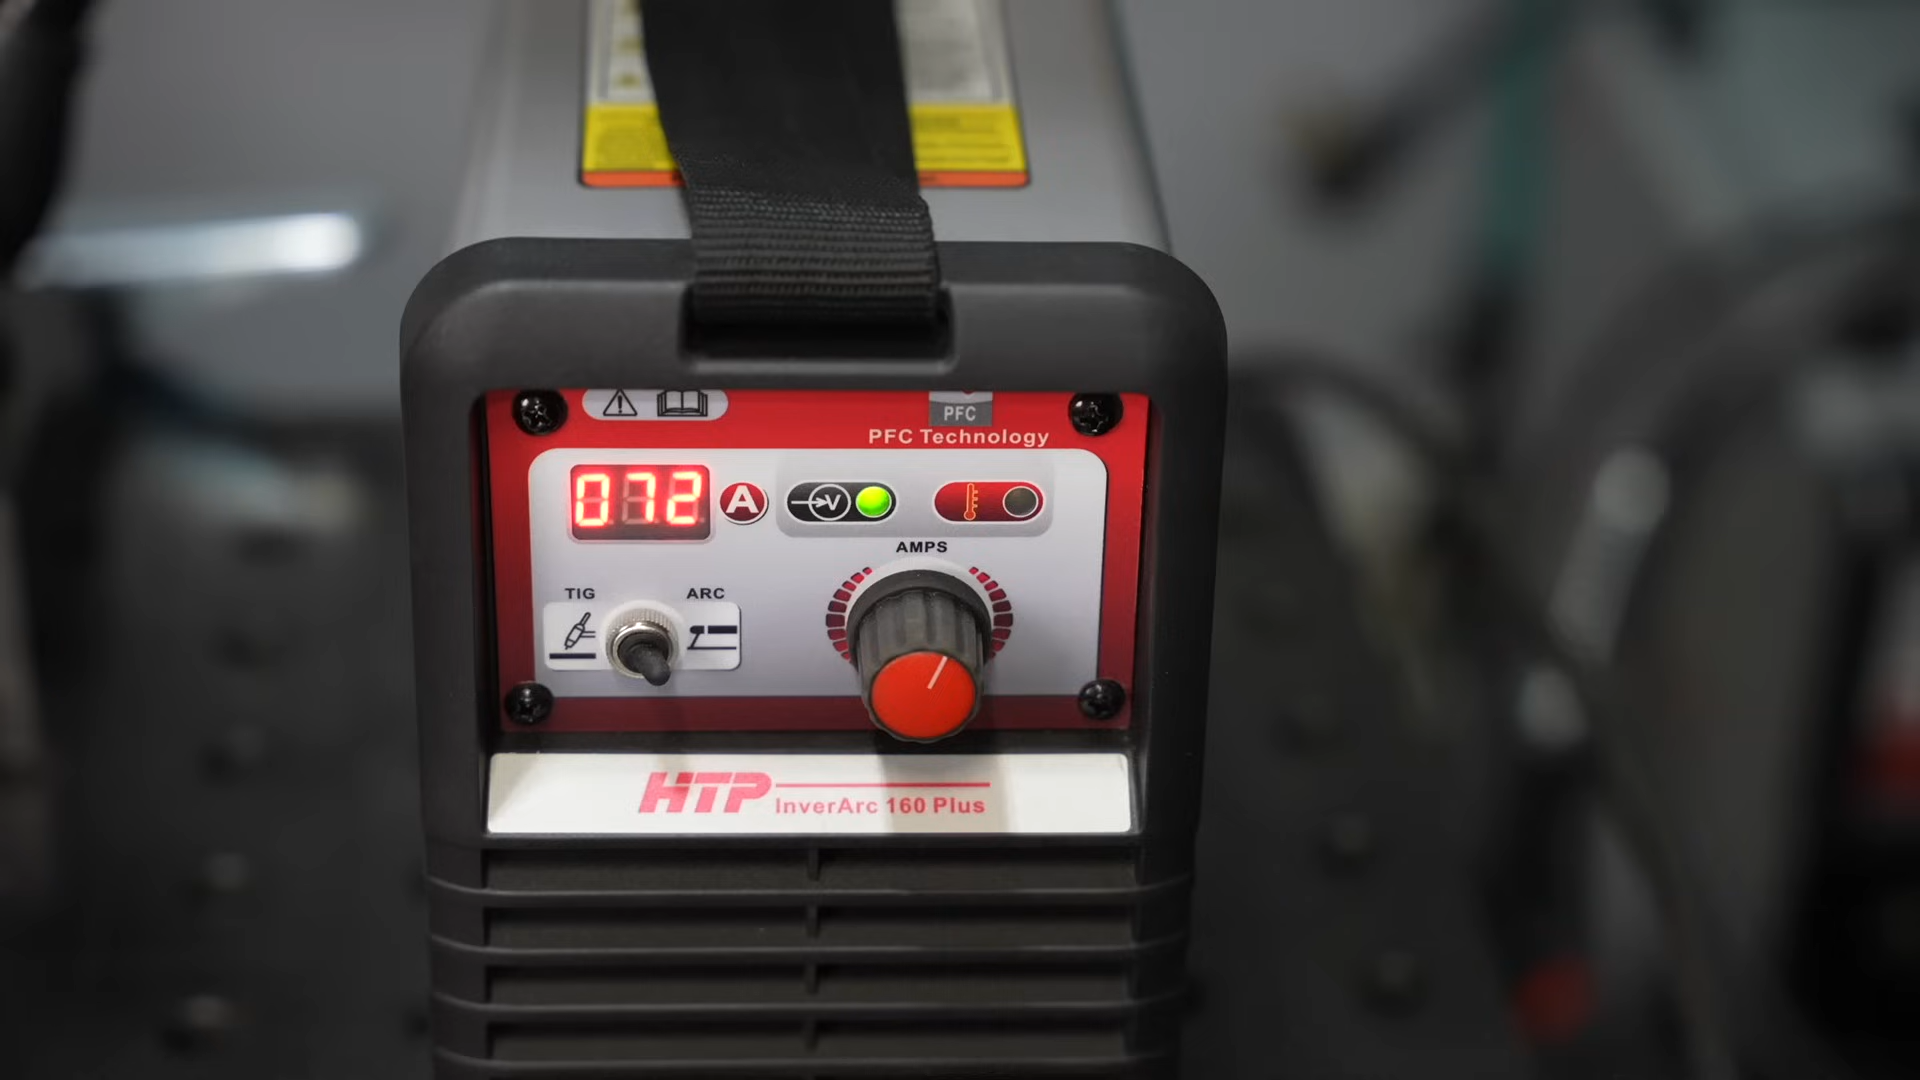 PFC
PFC Technology
072 A V
AMPS
TIG ARC
HTP
InverArc 160 Plus